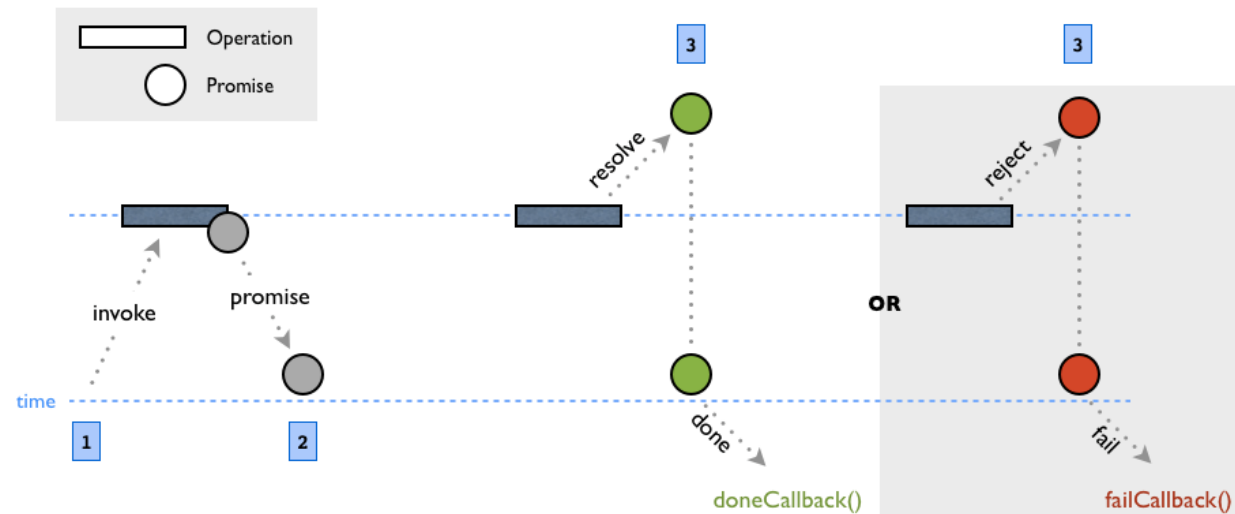 Operation
Promise
3
3
resolve
reject
invoke
promise
OR
time
1
2
done
fail
doneCallback()
failCallback()